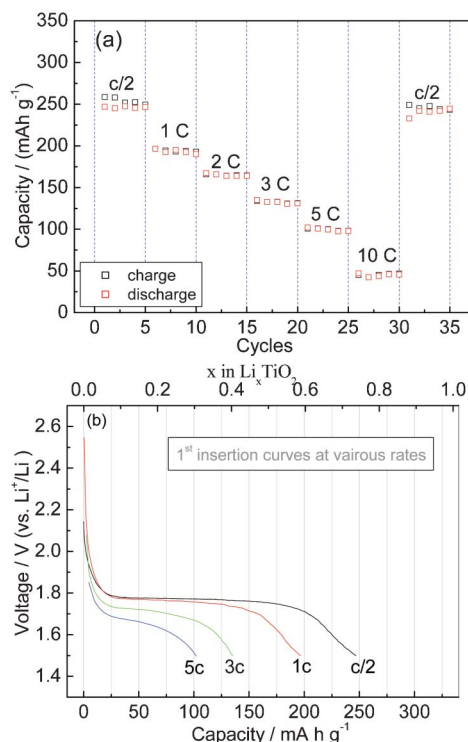 (a)
Capacity / (mAh g⁻¹)
350
300
250
200
150
100
50
0
c/2
1 C
2 C
3 C
5 C
10 C
c/2
charge
discharge
0 5 10 15 20 25 30 35
Cycles
x in LiₓTiO₂
0.0 0.2 0.4 0.6 0.8 1.0
(b)
1ˢᵗ insertion curves at vairous rates
Voltage / V (vs. Li⁺/Li)
2.6
2.4
2.2
2.0
1.8
1.6
1.4
5c 3c 1c c/2
0 50 100 150 200 250 300
Capacity / mA h g⁻¹